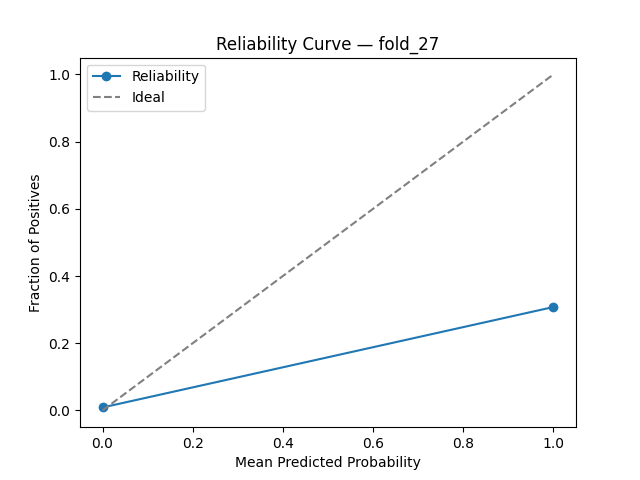 Reliability Curve — fold_27
Reliability
Ideal
Fraction of Positives
1.0
0.8
0.6
0.4
0.2
0.0
0.0 0.2 0.4 0.6 0.8 1.0
Mean Predicted Probability